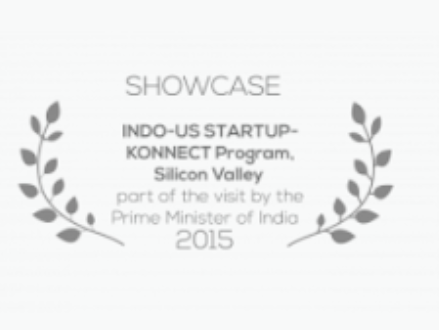 SHOWCASE
INDO-US STARTUP-
KONNECT Program,
Silicon Valley
part of the visit by the
Prime Minister of India
2015